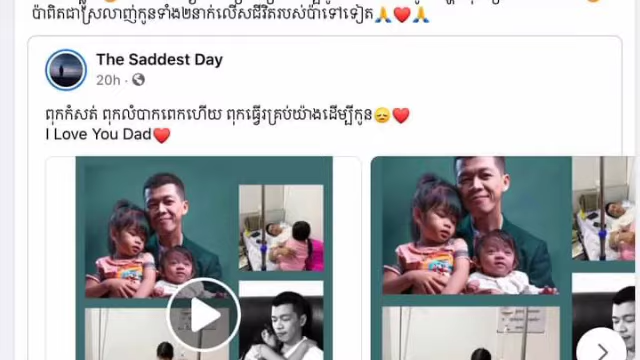 ប៉ាពិតជាស្រលាញ់កូនទាំង២នាក់លើសជីវិតរបស់ប៉ាទៅទៀត🙏❤️🙏
The Saddest Day
20h ·
ពុកកំសត់ ពុកលំបាកពេកហើយ ពុកធ្វើរគ្រប់យ៉ាងដើម្បីកូន😞❤️
I Love You Dad❤️